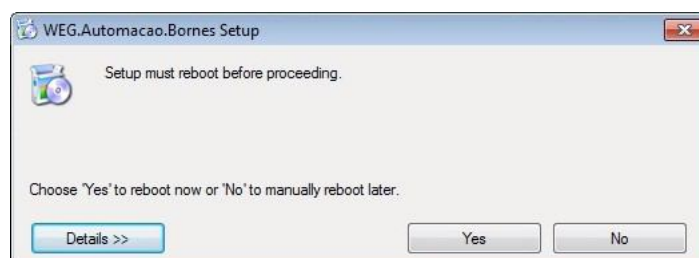 WEG.Automacao.Bornes Setup
Setup must reboot before proceeding.
Choose 'Yes' to reboot now or 'No' to manually reboot later.
Details >> Yes No